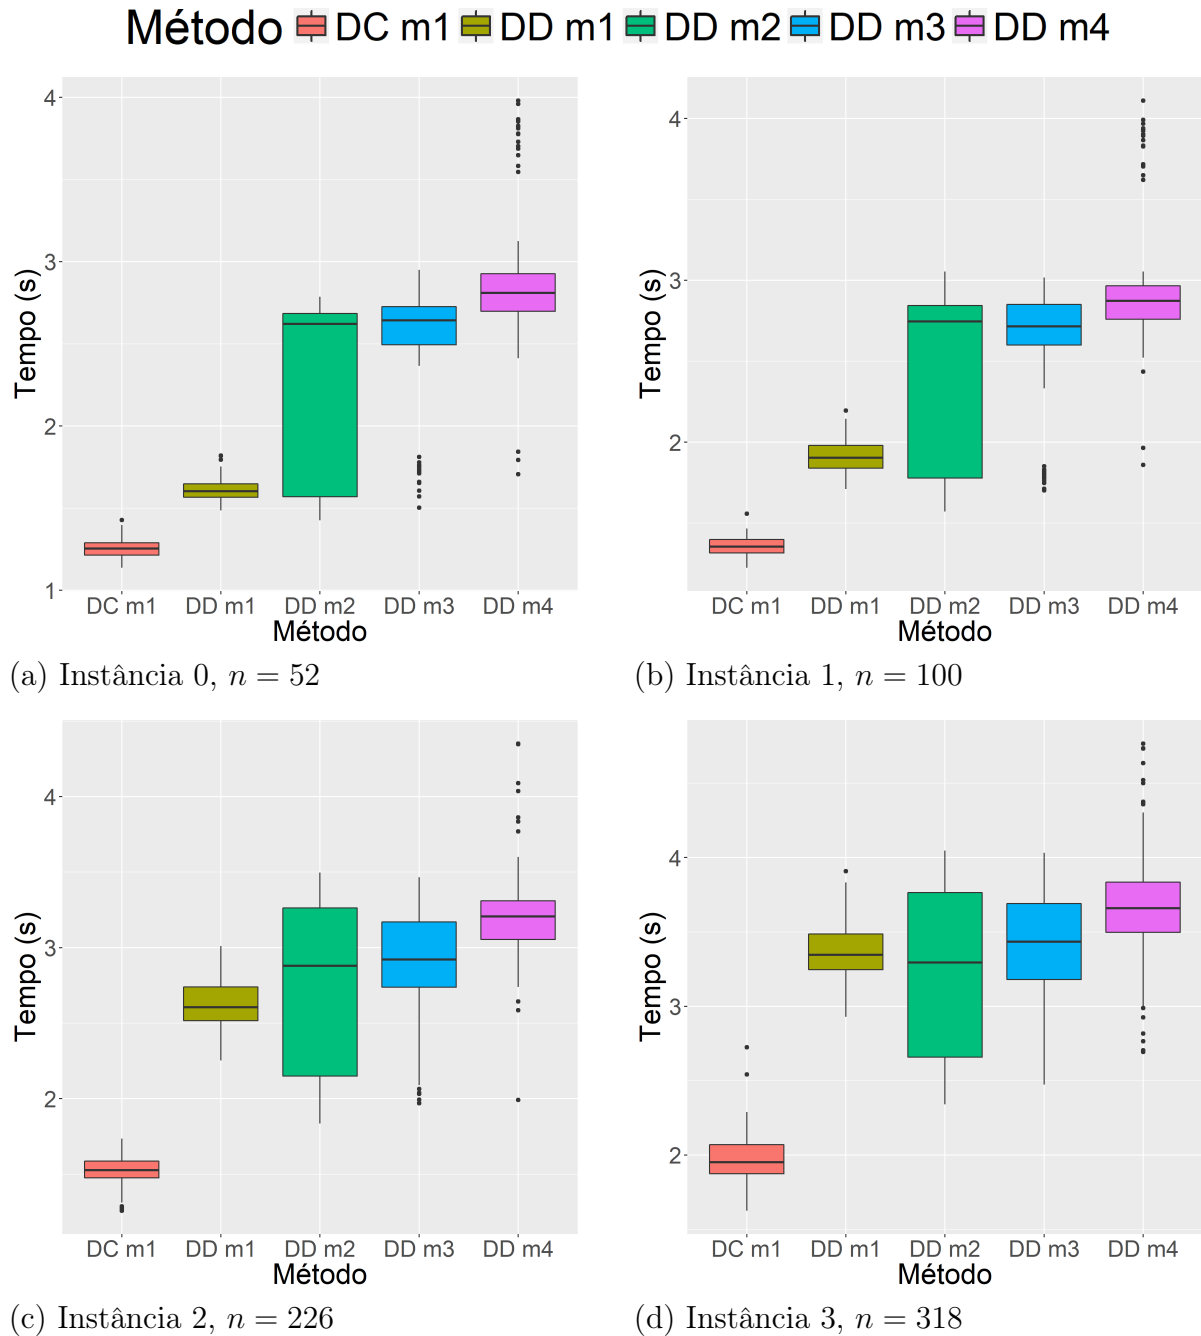 Método DC m1 DD m1 DD m2 DD m3 DD m4
4
3
2
1
Tempo (s)
DC m1 DD m1 DD m2 DD m3 DD m4
Método
(a) Instância 0, n = 52
4
3
2
Tempo (s)
DC m1 DD m1 DD m2 DD m3 DD m4
Método
(b) Instância 1, n = 100
4
3
2
Tempo (s)
DC m1 DD m1 DD m2 DD m3 DD m4
Método
(c) Instância 2, n = 226
4
3
2
Tempo (s)
DC m1 DD m1 DD m2 DD m3 DD m4
Método
(d) Instância 3, n = 318